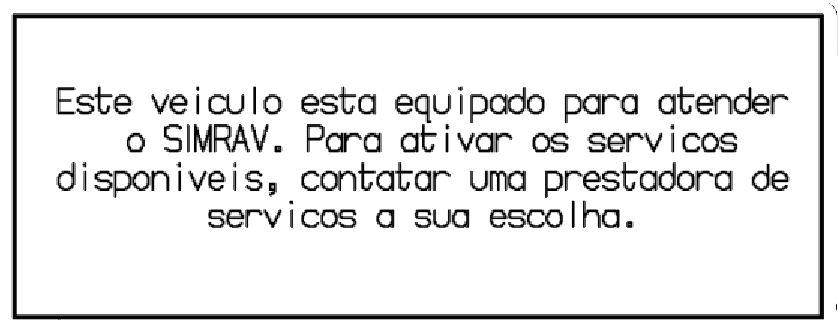 Este veiculo esta equipado para atender
o SIMRAV. Para ativar os servicos
disponiveis, contatar uma prestadora de
servicos a sua escolha.